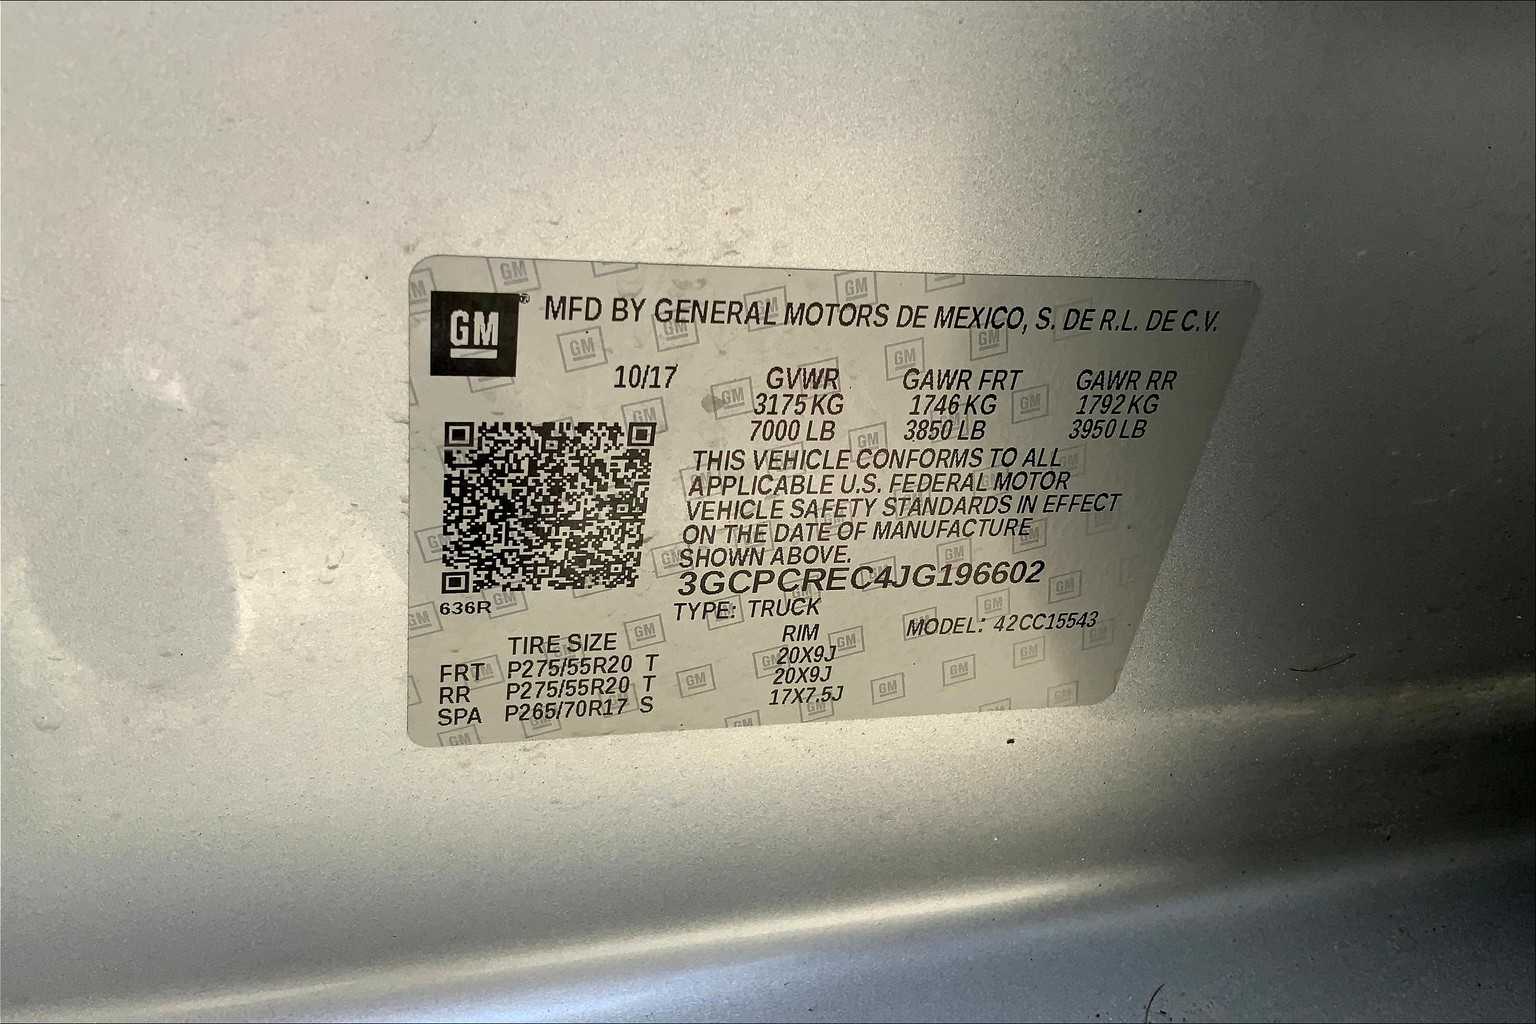 GM® MFD BY GENERAL MOTORS DE MEXICO, S. DE R.L. DE C.V.
10/17 GVWR GAWR FRT GAWR RR
3175 KG 1746 KG 1792 KG
7000 LB 3850 LB 3950 LB
THIS VEHICLE CONFORMS TO ALL
APPLICABLE U.S. FEDERAL MOTOR
VEHICLE SAFETY STANDARDS IN EFFECT
ON THE DATE OF MANUFACTURE
SHOWN ABOVE.
3GCPCREC4JG196602
636R
TYPE: TRUCK
MODEL: 42CC15543
TIRE SIZE RIM
FRT P275/55R20 T 20X9J
RR P275/55R20 T 20X9J
SPA P265/70R17 S 17X7.5J